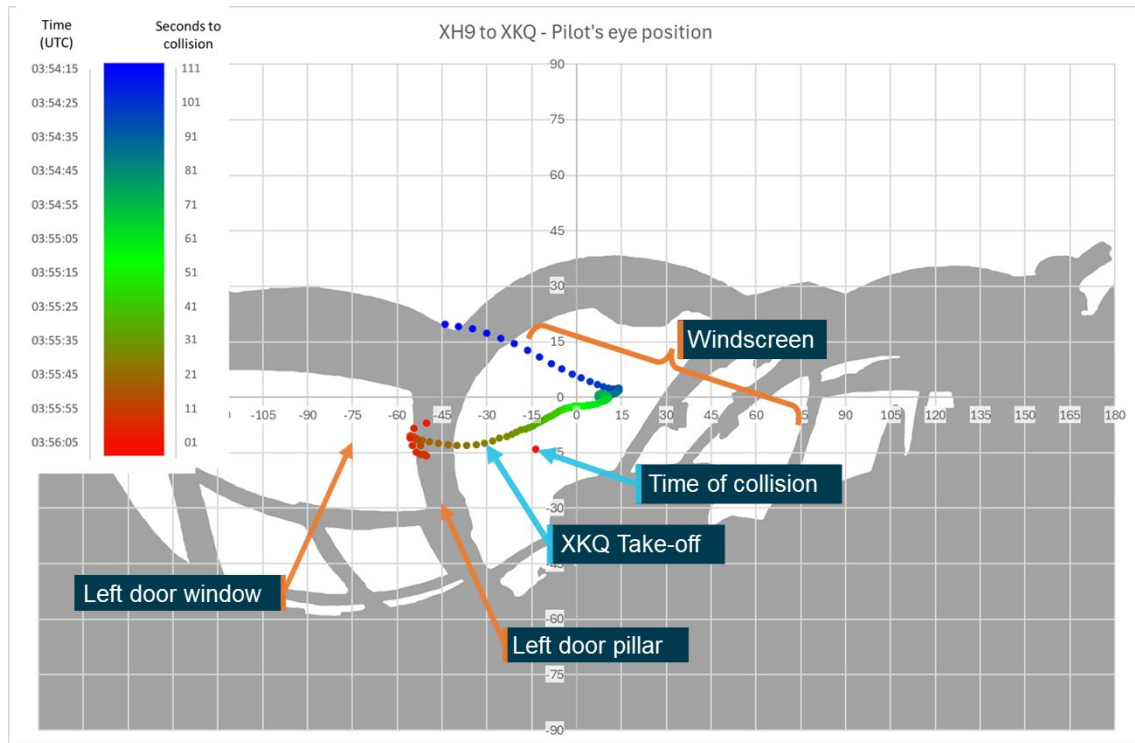 XH9 to XKQ - Pilot's eye position
Time
(UTC)
Seconds to
collision
03:54:15 111
03:54:25 101
03:54:35 91
03:54:45 81
03:54:55 71
03:55:05 61
03:55:15 51
03:55:25 41
03:55:35 31
03:55:45 21
03:55:55 11
03:56:05 01
90
75
60
45
30
15
0
-15
-30
-45
-60
-75
-90
-105 -90 -75 -60 -45 -30 -15 0 15 30 45 60 75 90 105 120 135 150 165 180
Windscreen
Time of collision
XKQ Take-off
Left door window
Left door pillar